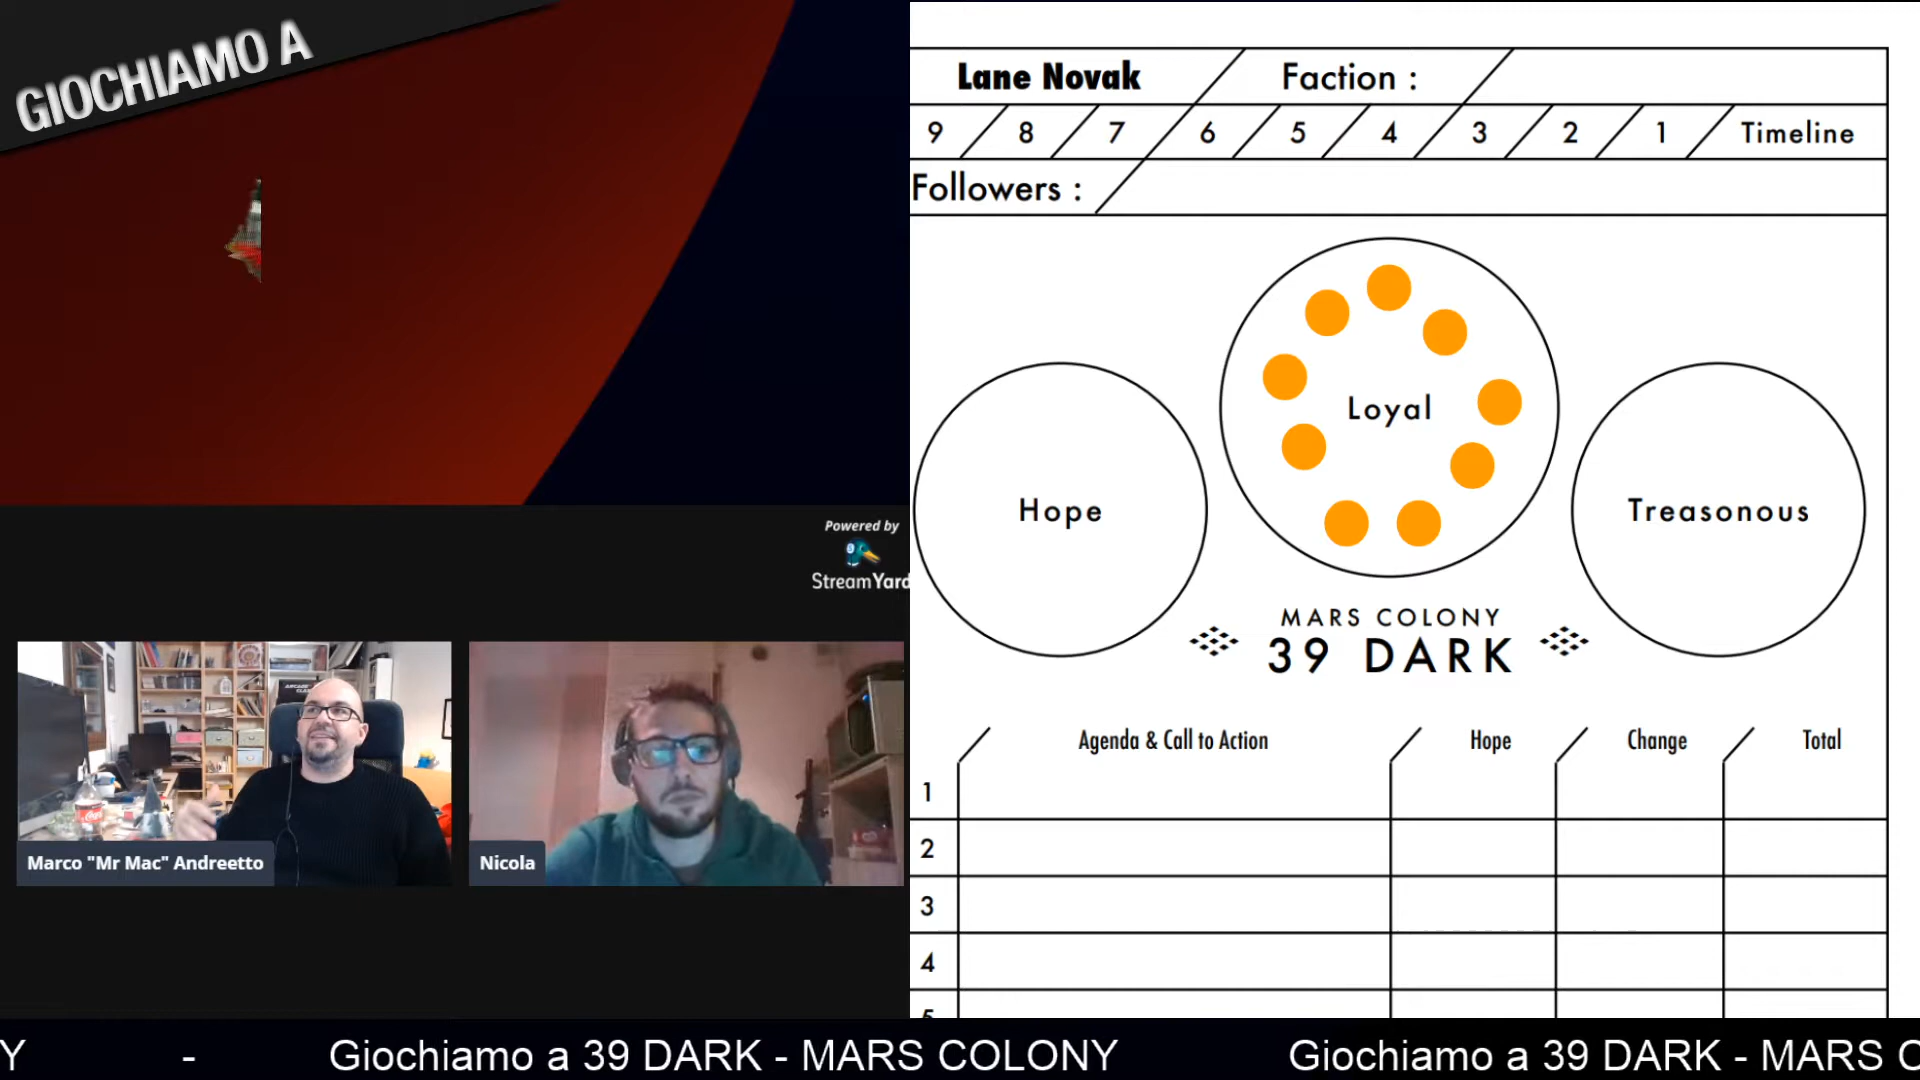 GIOCHIAMO A
Lane Novak
Faction :
9 8 7 6 5 4 3 2 1 Timeline
Followers :
Loyal
Hope
Treasonous
MARS COLONY
39 DARK
Agenda & Call to Action Hope Change Total
1
2
3
4
5
Powered by
StreamYard
Marco "Mr Mac" Andreetto
Nicola
Y - Giochiamo a 39 DARK - MARS COLONY Giochiamo a 39 DARK - MARS C